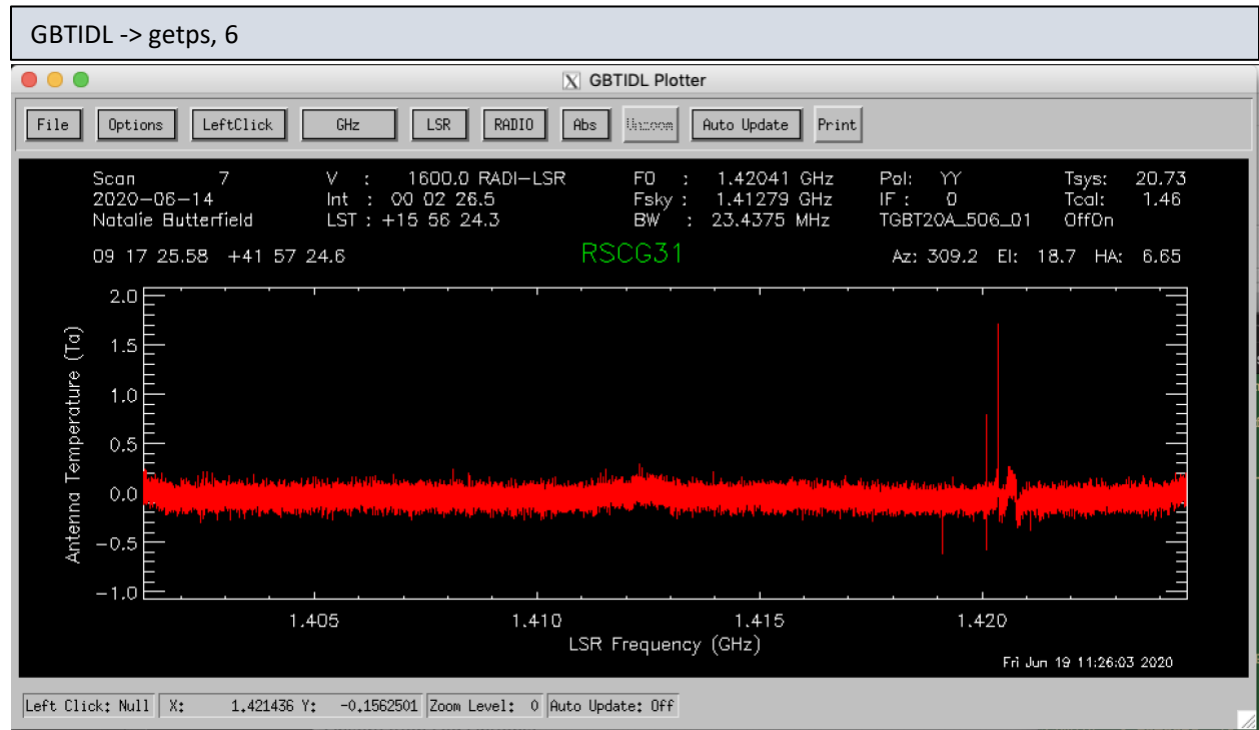 GBTIDL -> getps, 6
GBTIDL Plotter
File Options LeftClick GHz LSR RADIO Abs Unzoom Auto Update Print
Scan 7 V : 1600.0 RADI-LSR F0 : 1.42041 GHz Pol: YY Tsys: 20.73
2020-06-14 Int : 00 02 26.5 Fsky : 1.41279 GHz IF : 0 Tcal: 1.46
Natalie Butterfield LST : +15 56 24.3 BW : 23.4375 MHz TGBT20A_506_01 OffOn
09 17 25.58 +41 57 24.6 RSCG31 Az: 309.2 El: 18.7 HA: 6.65
2.0
1.5
1.0
0.5
0.0
-0.5
-1.0
Antenna Temperature (Ta)
1.405 1.410 1.415 1.420
LSR Frequency (GHz)
Fri Jun 19 11:26:03 2020
Left Click: Null X: 1.421436 Y: -0.1562501 Zoom Level: 0 Auto Update: Off